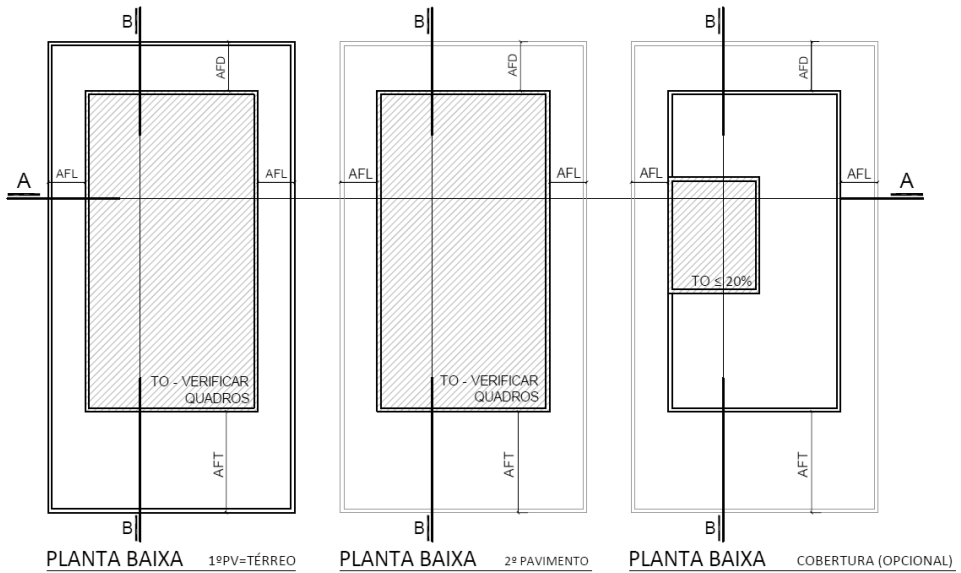 B B B
AFD AFD AFD
A AFL AFL AFL AFL AFL AFL A
TO ≤ 20%
TO - VERIFICAR
QUADROS
TO - VERIFICAR
QUADROS
AFT AFT AFT
B B B
PLANTA BAIXA 1ºPV=TÉRREO
PLANTA BAIXA 2º PAVIMENTO
PLANTA BAIXA COBERTURA (OPCIONAL)